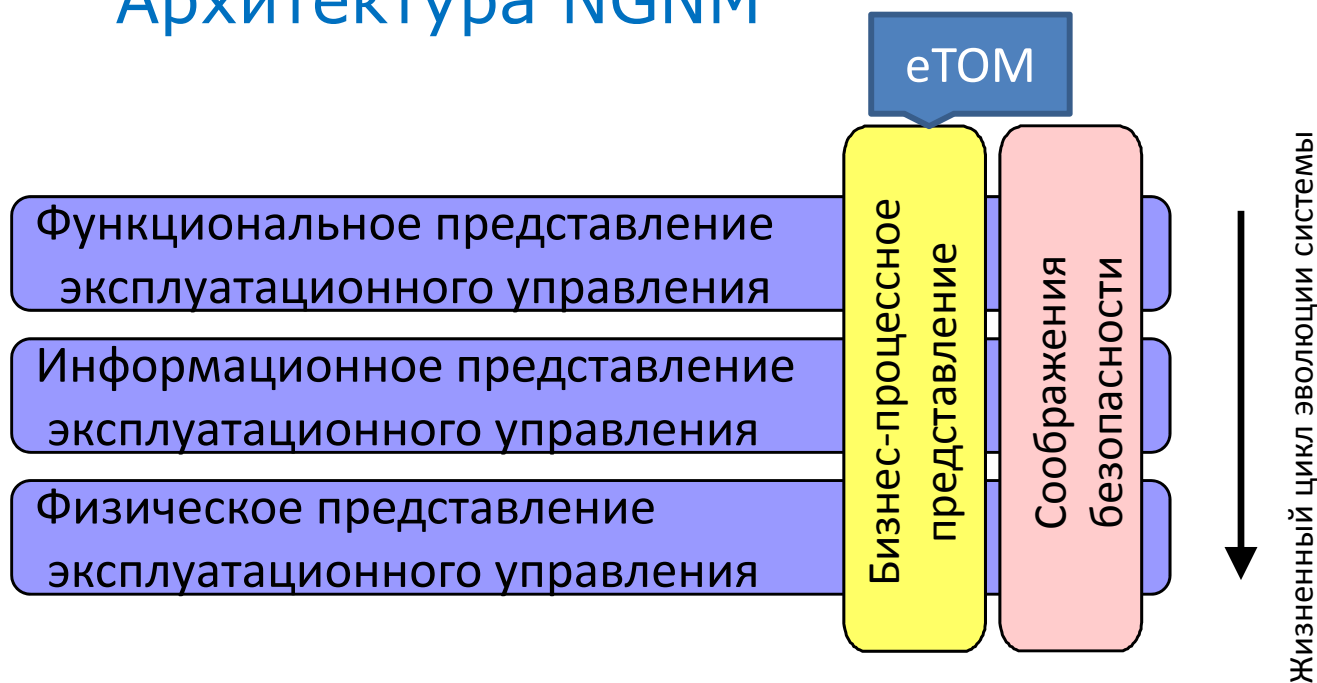 Архитектура NGNM
eTOM
Функциональное представление
эксплуатационного управления
Информационное представление
эксплуатационного управления
Физическое представление
эксплуатационного управления
Бизнес-процессное
представление
Соображения
безопасности
Жизненный цикл эволюции системы